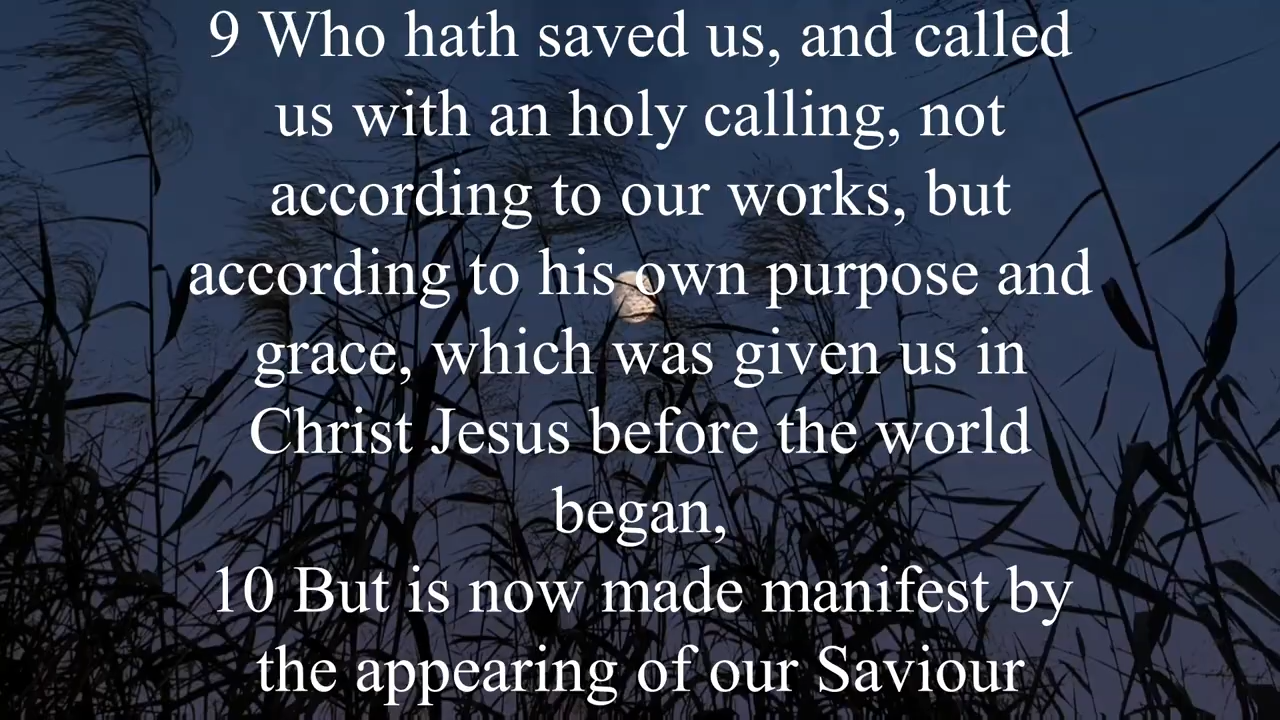 9 Who hath saved us, and called
us with an holy calling, not
according to our works, but
according to his own purpose and
grace, which was given us in
Christ Jesus before the world
began,
10 But is now made manifest by
the appearing of our Saviour